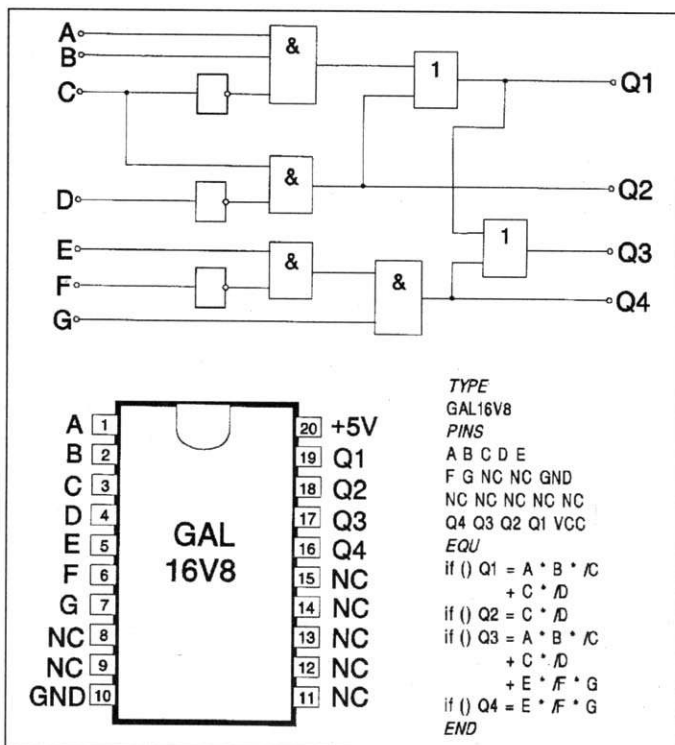 A
B
C
D
E
F
G
&
&
&
&
1
1
Q1
Q2
Q3
Q4
A 1
B 2
C 3
D 4
E 5
F 6
G 7
NC 8
NC 9
GND 10
GAL
16V8
20 +5V
19 Q1
18 Q2
17 Q3
16 Q4
15 NC
14 NC
13 NC
12 NC
11 NC
TYPE
GAL16V8
PINS
A B C D E
F G NC NC GND
NC NC NC NC NC
Q4 Q3 Q2 Q1 VCC
EQU
if () Q1 = A * B * /C
+ C * /D
if () Q2 = C * /D
if () Q3 = A * B * /C
+ C * /D
+ E * /F * G
if () Q4 = E * /F * G
END